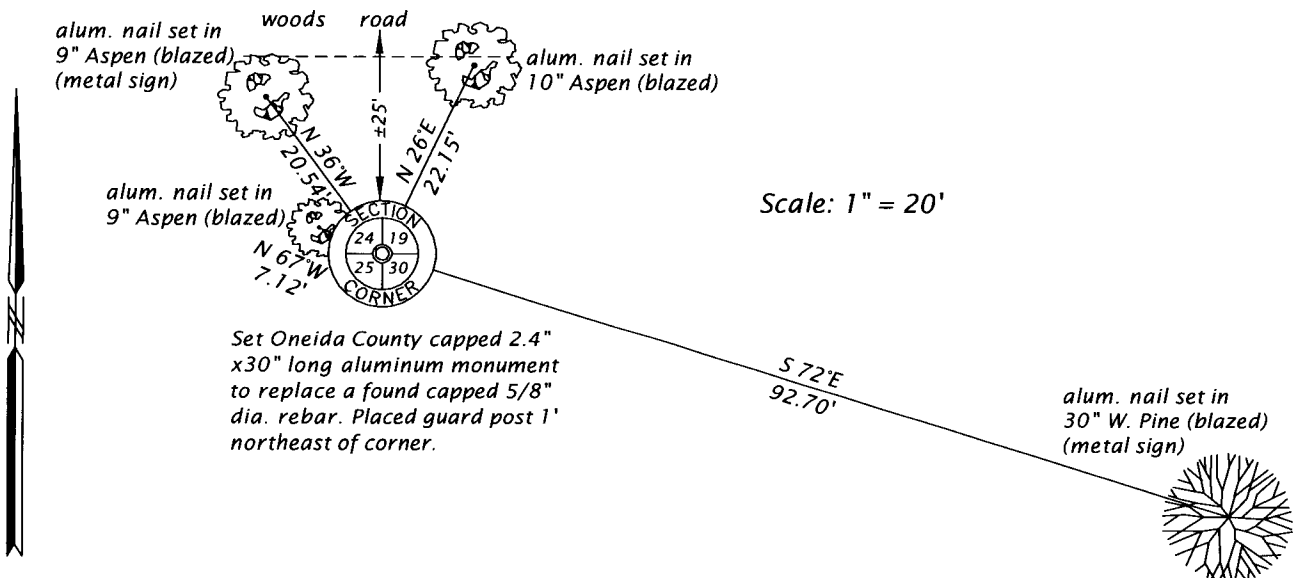 woods road
alum. nail set in
9" Aspen (blazed)
(metal sign)
alum. nail set in
10" Aspen (blazed)
±25'
N 36°W
20.54'
N 26°E
22.15'
alum. nail set in
9" Aspen (blazed)
N 67°W
7.12'
SECTION
24 19
25 30
CORNER
Scale: 1" = 20'
Set Oneida County capped 2.4"
x30" long aluminum monument
to replace a found capped 5/8"
dia. rebar. Placed guard post 1'
northeast of corner.
S 72°E
92.70'
alum. nail set in
30" W. Pine (blazed)
(metal sign)
N